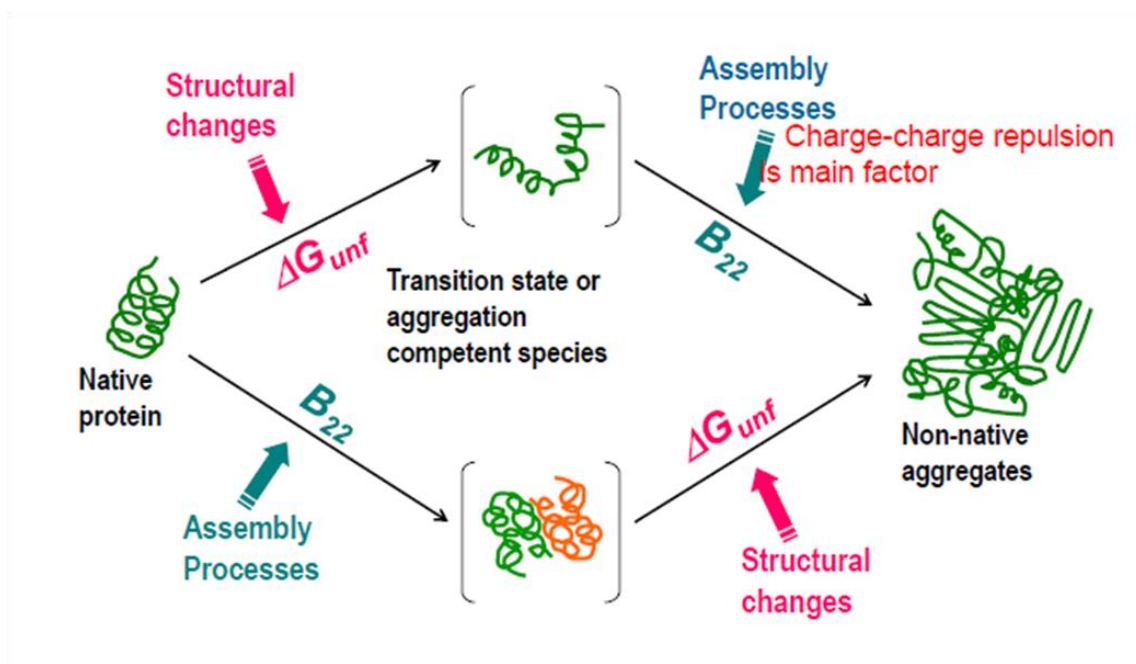 Structural
changes
Assembly
Processes
Charge-charge repulsion
is main factor
ΔGunf
B22
Transition state or
aggregation
competent species
Native
protein
B22
ΔGunf
Non-native
aggregates
Assembly
Processes
Structural
changes